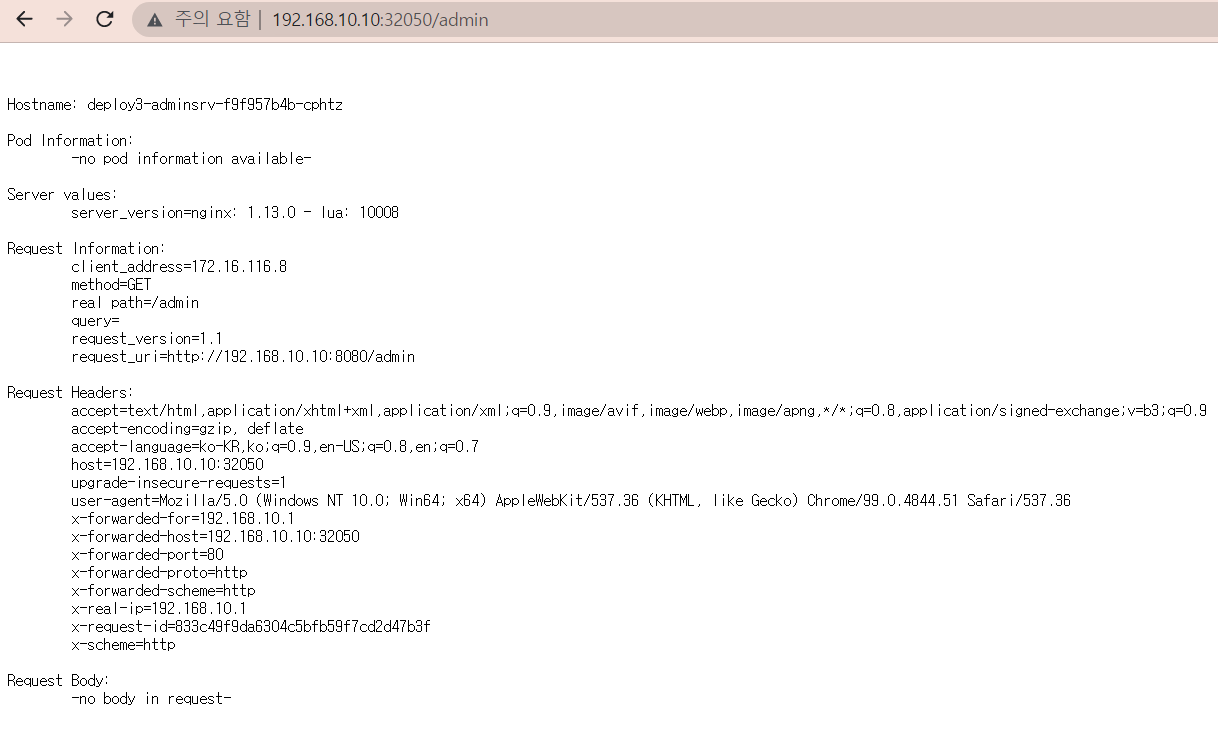 주의 요함 | 192.168.10.10:32050/admin
Hostname: deploy3-adminsrv-f9f957b4b-cphtz
Pod Information:
-no pod information available-
Server values:
server_version=nginx: 1.13.0 - lua: 10008
Request Information:
client_address=172.16.116.8
method=GET
real path=/admin
query=
request_version=1.1
request_uri=http://192.168.10.10:8080/admin
Request Headers:
accept=text/html,application/xhtml+xml,application/xml;q=0.9,image/avif,image/webp,image/apng,*/*;q=0.8,application/signed-exchange;v=b3;q=0.9
accept-encoding=gzip, deflate
accept-language=ko-KR,ko;q=0.9,en-US;q=0.8,en;q=0.7
host=192.168.10.10:32050
upgrade-insecure-requests=1
user-agent=Mozilla/5.0 (Windows NT 10.0; Win64; x64) AppleWebKit/537.36 (KHTML, like Gecko) Chrome/99.0.4844.51 Safari/537.36
x-forwarded-for=192.168.10.1
x-forwarded-host=192.168.10.10:32050
x-forwarded-port=80
x-forwarded-proto=http
x-forwarded-scheme=http
x-real-ip=192.168.10.1
x-request-id=833c49f9da6304c5bfb59f7cd2d47b3f
x-scheme=http
Request Body:
-no body in request-